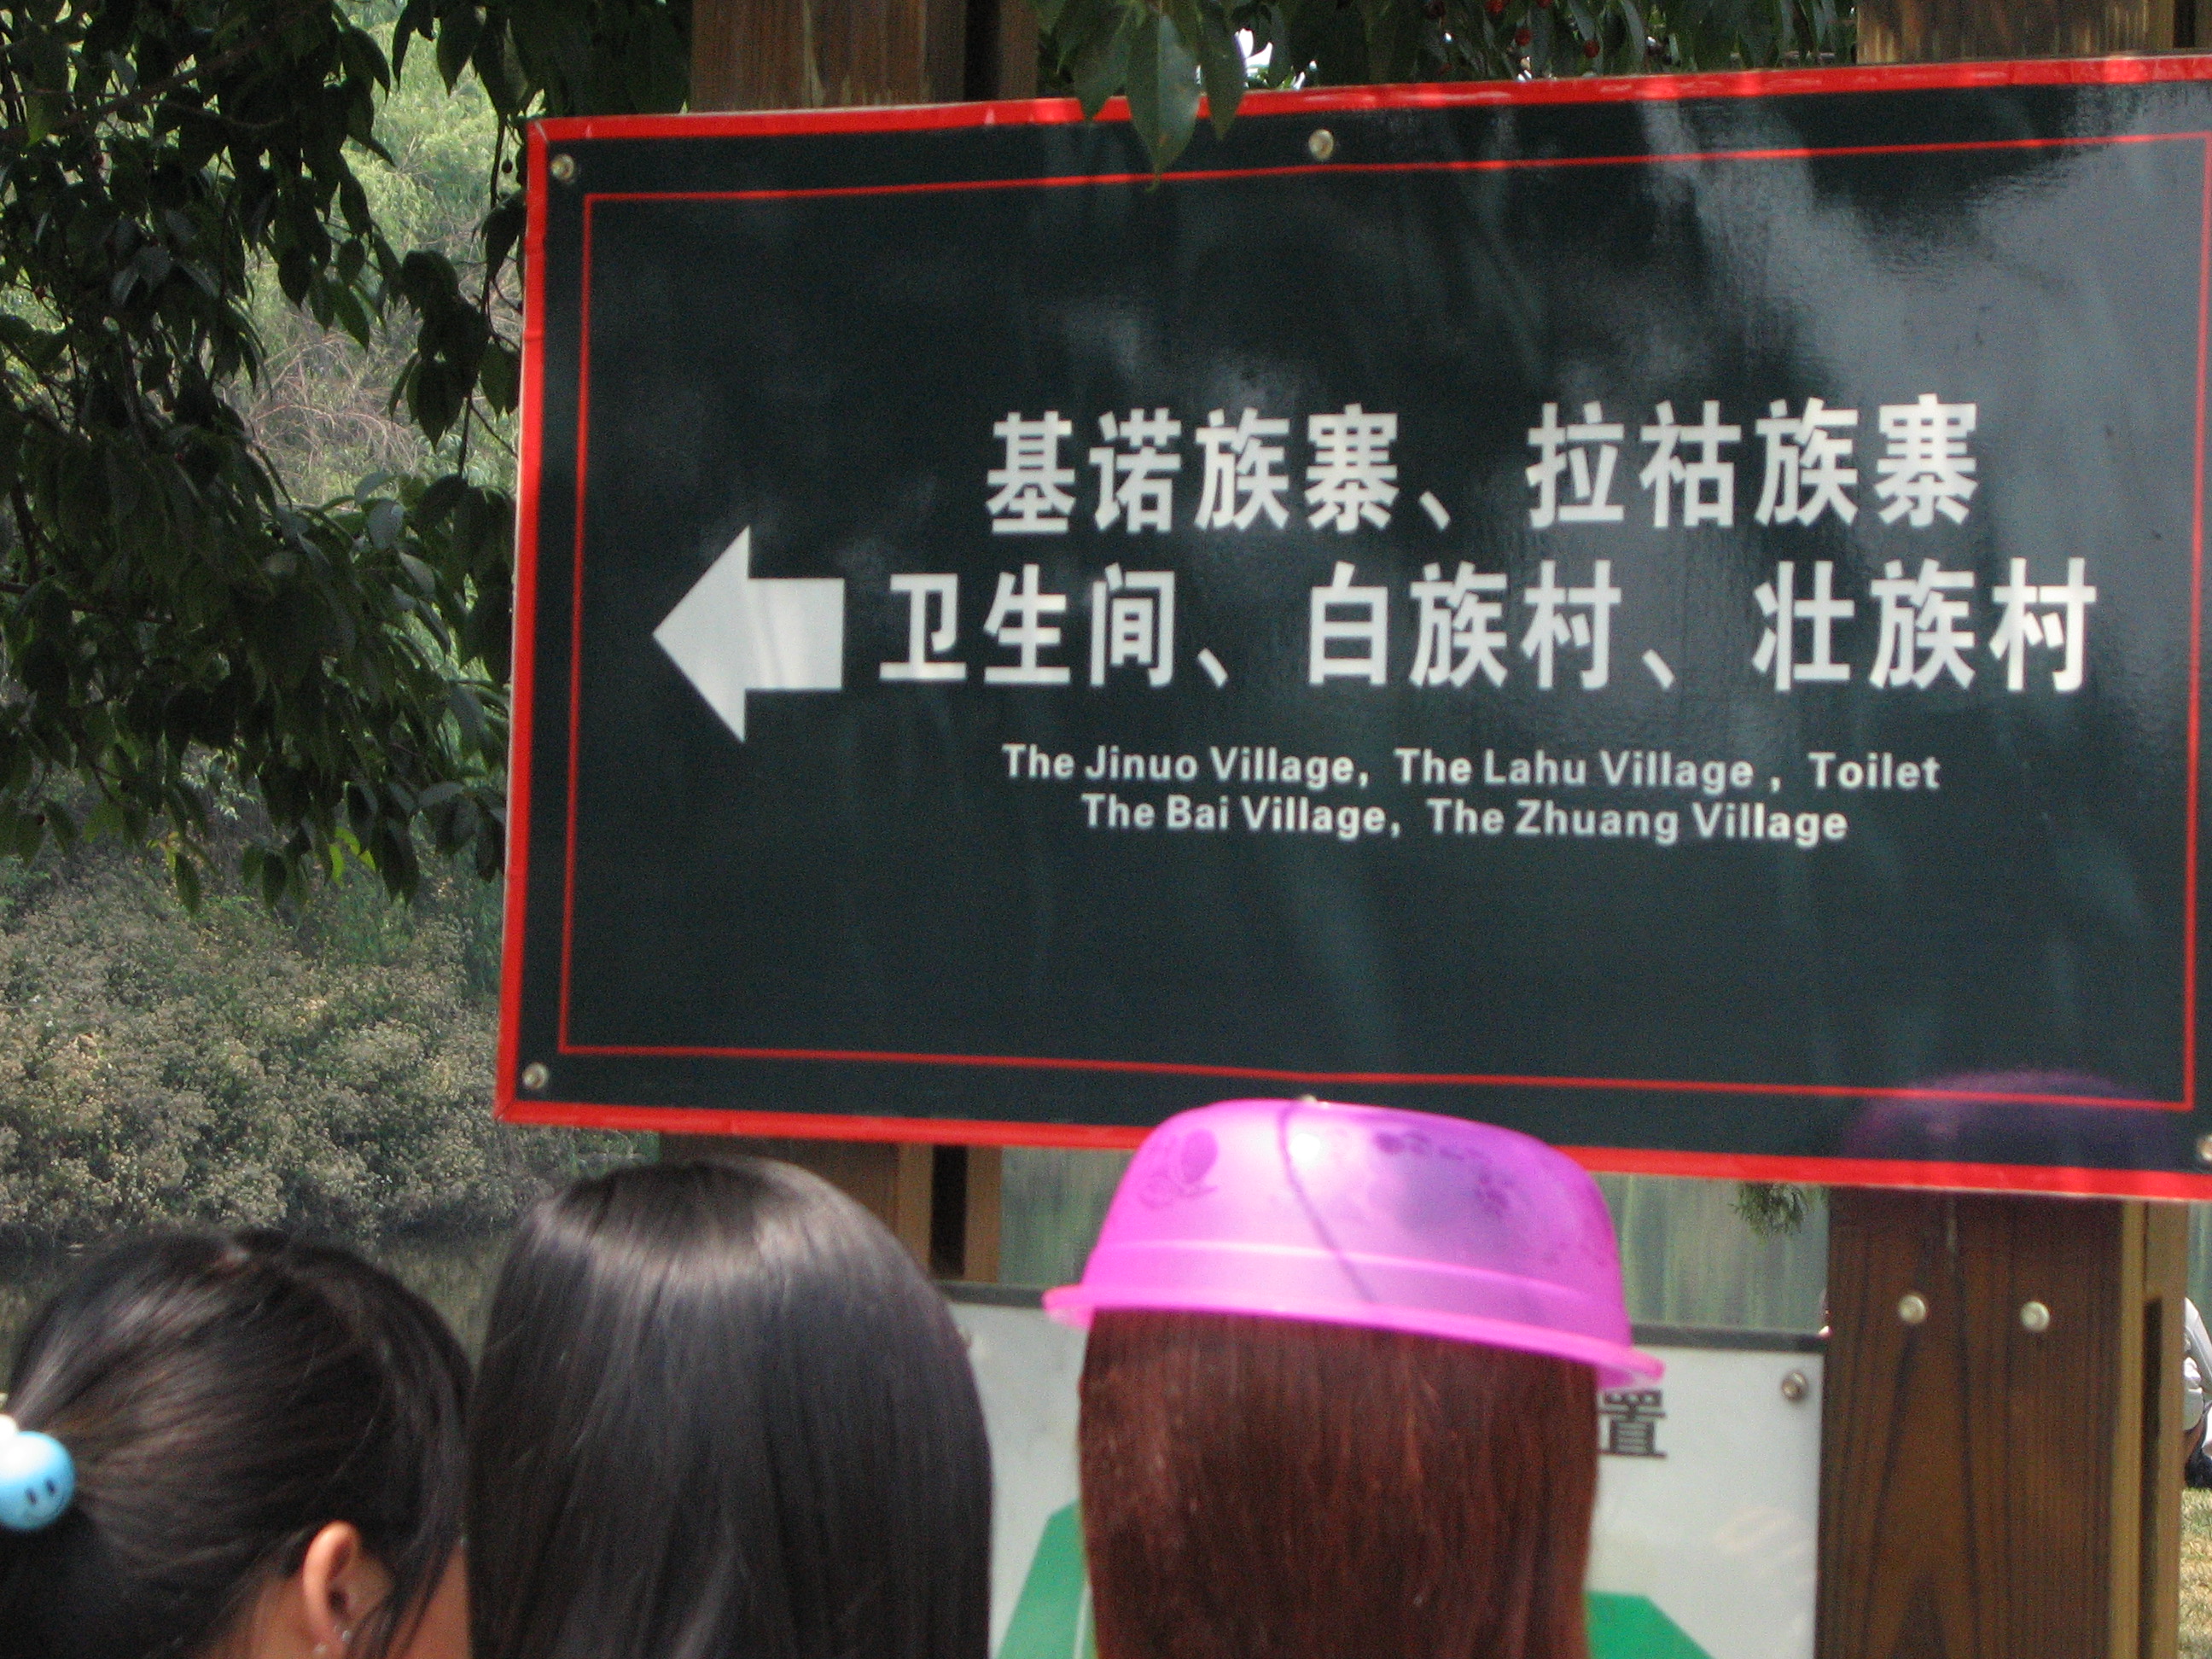 基诺族寨、拉祜族寨
卫生间、白族村、壮族村
The Jinuo Village, The Lahu Village, Toilet
The Bai Village, The Zhuang Village
置